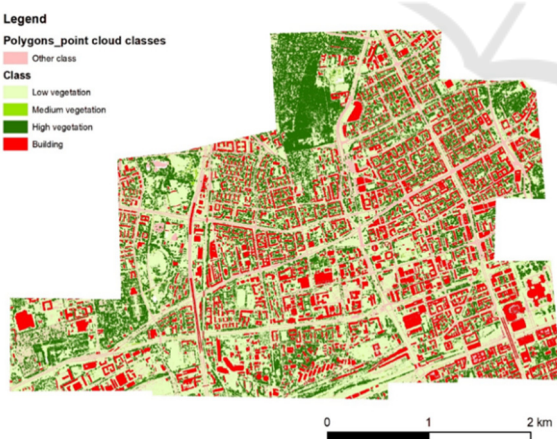 Legend
Polygons_point cloud classes
Other class
Class
Low vegetation
Medium vegetation
High vegetation
Building
0 1 2 km